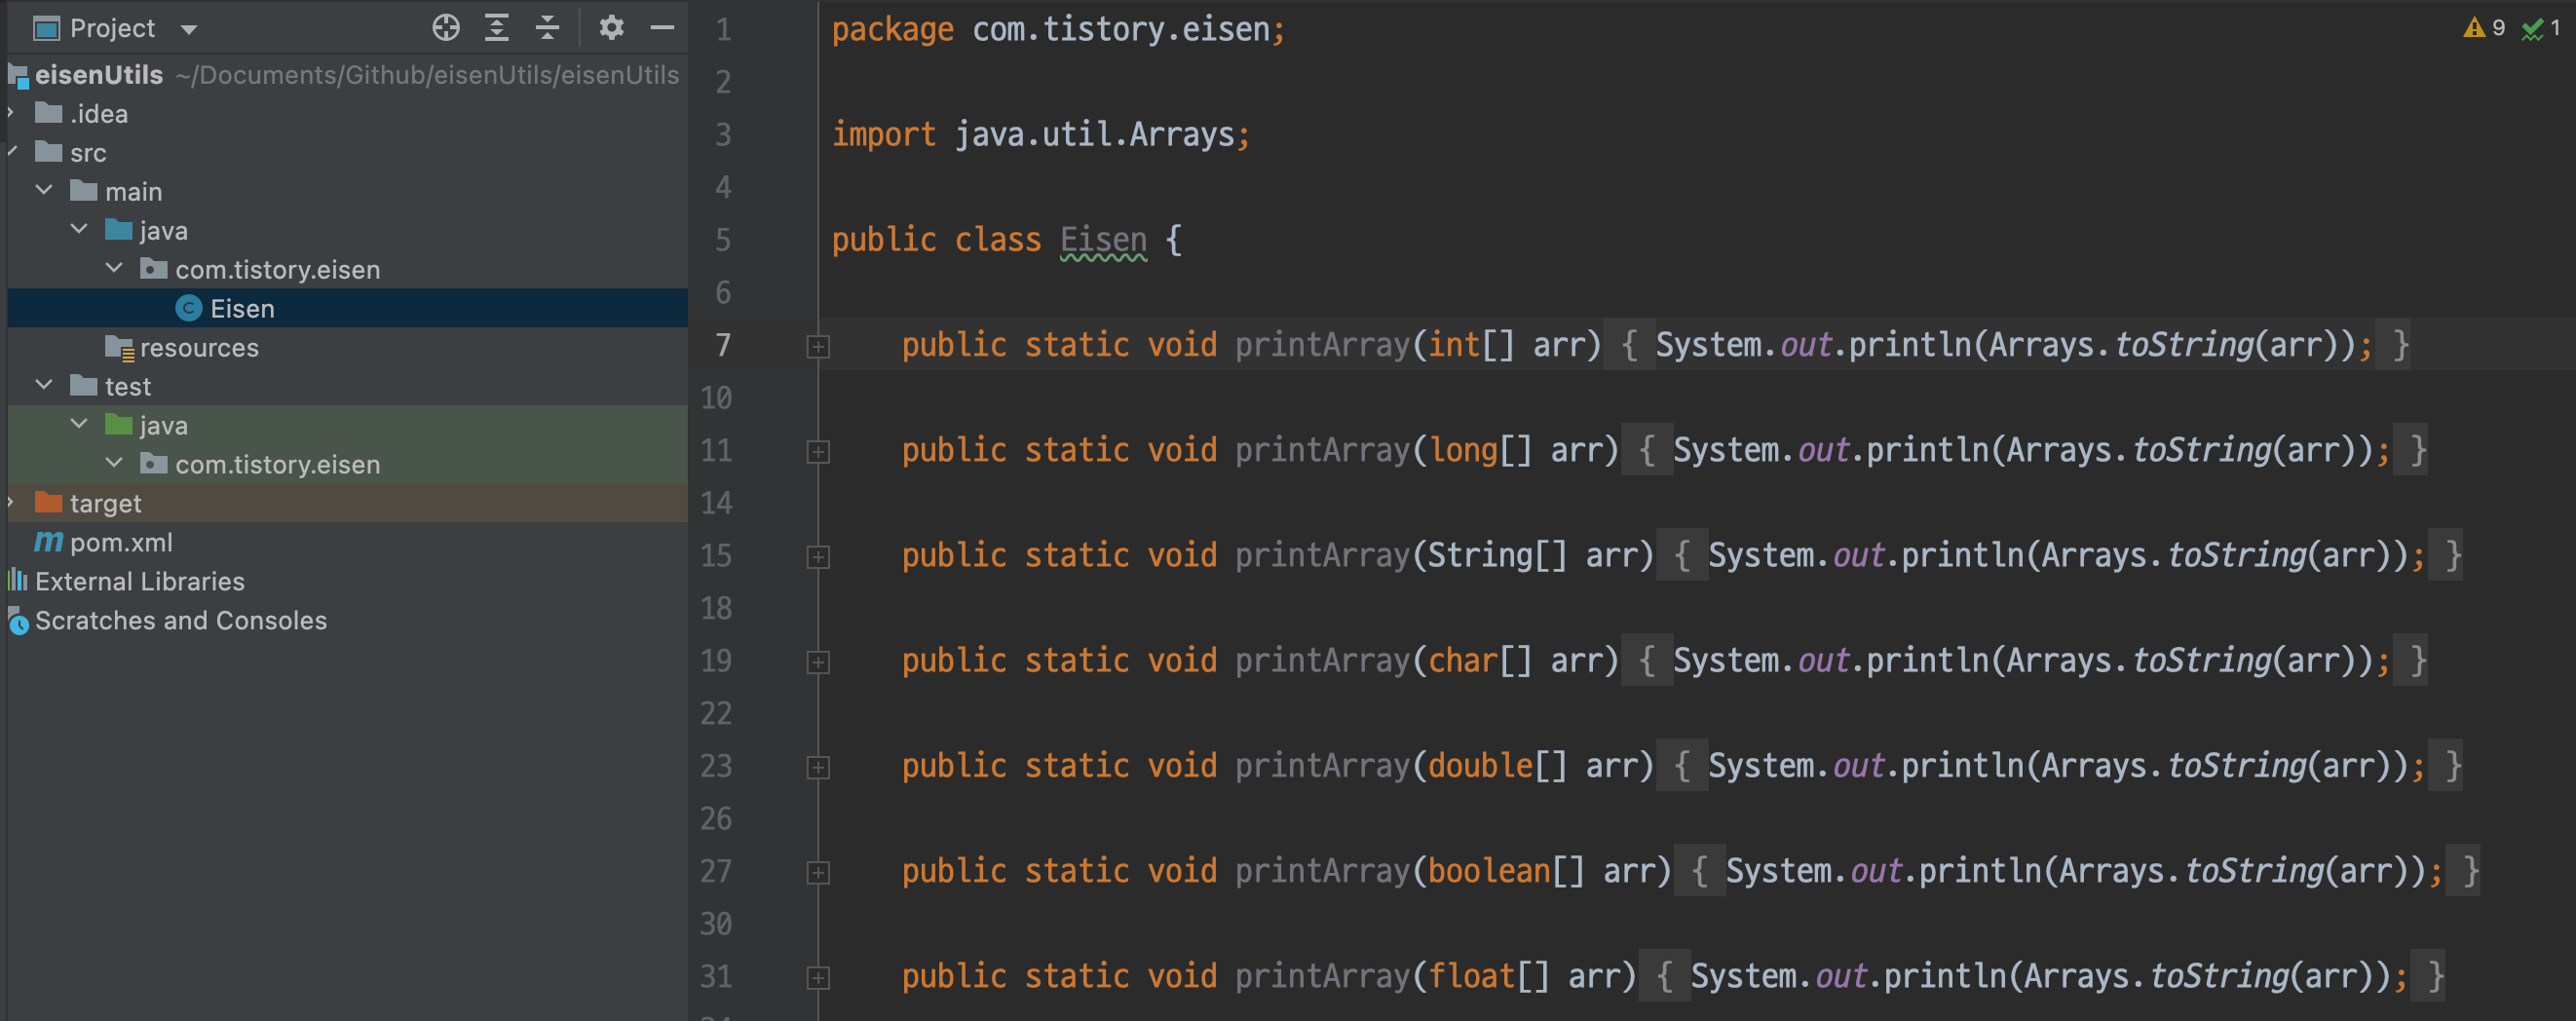 Project
eisenUtils ~/Documents/Github/eisenUtils/eisenUtils
.idea
src
main
java
com.tistory.eisen
Eisen
resources
test
java
com.tistory.eisen
target
pom.xml
External Libraries
Scratches and Consoles
9 1
1 package com.tistory.eisen;
2
3 import java.util.Arrays;
4
5 public class Eisen {
6
7 public static void printArray(int[] arr) { System.out.println(Arrays.toString(arr)); }
10
11 public static void printArray(long[] arr) { System.out.println(Arrays.toString(arr)); }
14
15 public static void printArray(String[] arr) { System.out.println(Arrays.toString(arr)); }
18
19 public static void printArray(char[] arr) { System.out.println(Arrays.toString(arr)); }
22
23 public static void printArray(double[] arr) { System.out.println(Arrays.toString(arr)); }
26
27 public static void printArray(boolean[] arr) { System.out.println(Arrays.toString(arr)); }
30
31 public static void printArray(float[] arr) { System.out.println(Arrays.toString(arr)); }